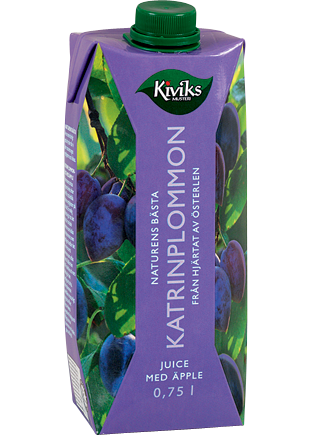 Kiviks
MUSTERI
NATURENS BÄSTA
KATRINPLOMMON
FRÅN HJÄRTAT AV ÖSTERLEN
JUICE
MED ÄPPLE
0,75 l